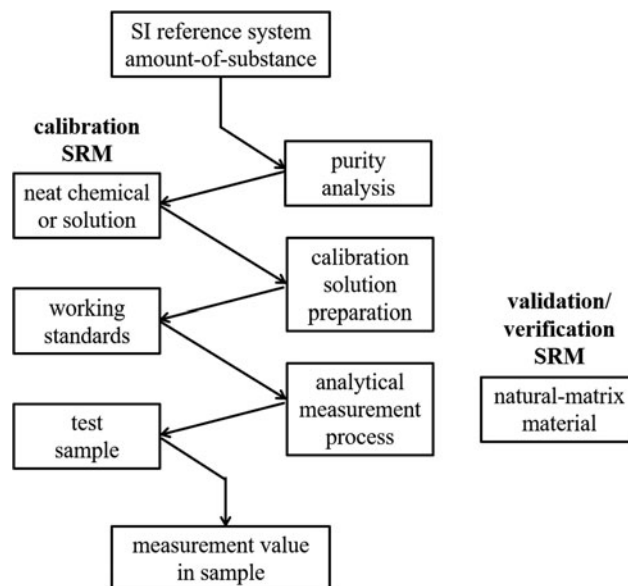 SI reference system
amount-of-substance
calibration
SRM
purity
analysis
neat chemical
or solution
calibration
solution
preparation
working
standards
validation/
verification
SRM
natural-matrix
material
analytical
measurement
process
test
sample
measurement value
in sample